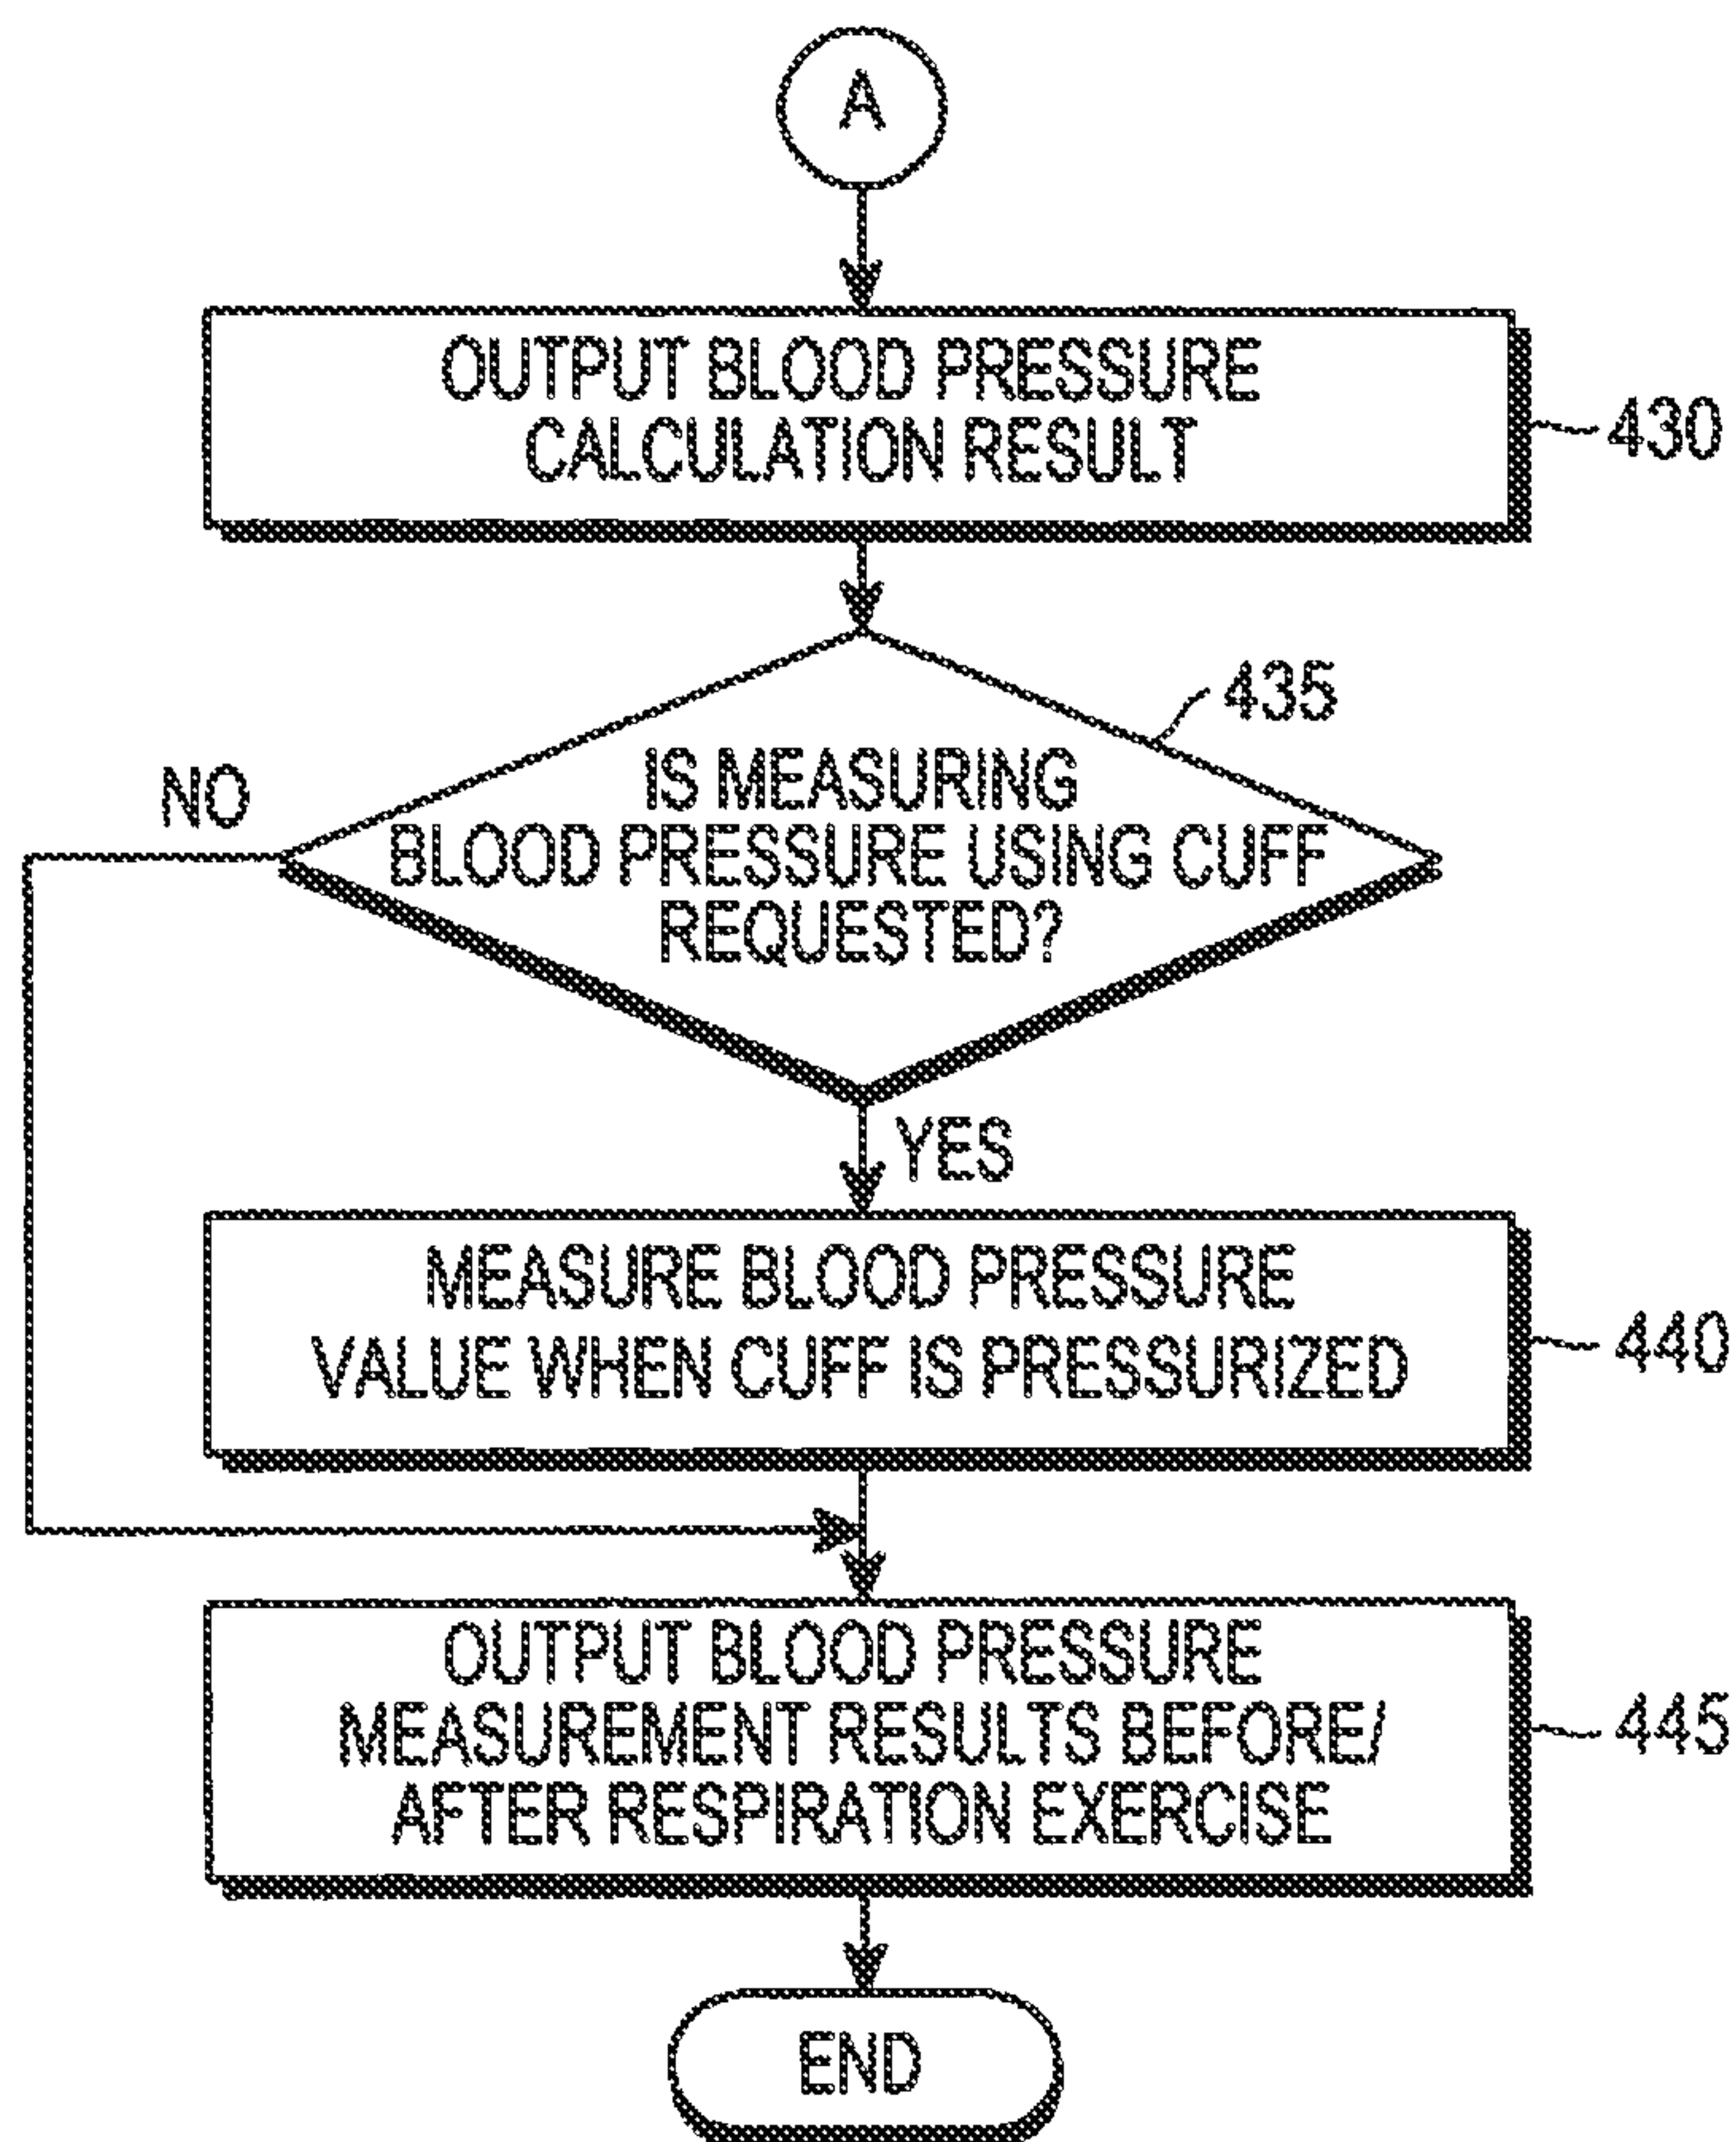 A
OUTPUT BLOOD PRESSURE
CALCULATION RESULT
430
435
IS MEASURING
BLOOD PRESSURE USING CUFF
REQUESTED?
NO
YES
MEASURE BLOOD PRESSURE
VALUE WHEN CUFF IS PRESSURIZED
440
OUTPUT BLOOD PRESSURE
MEASUREMENT RESULTS BEFORE/
AFTER RESPIRATION EXERCISE
445
END